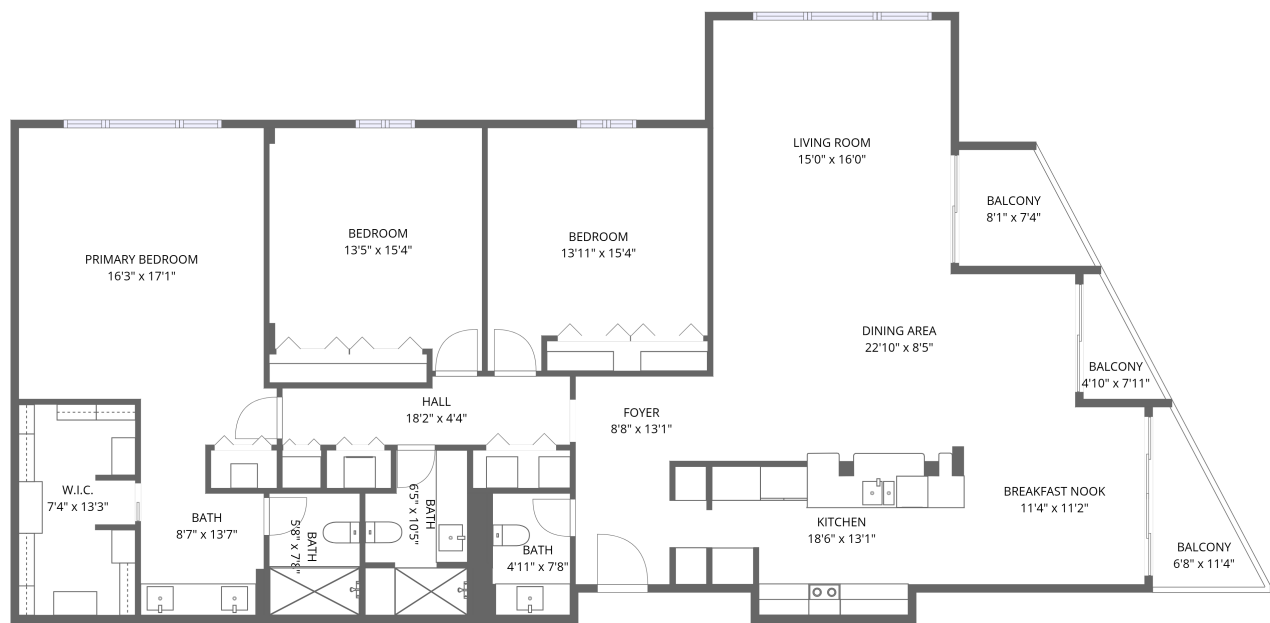 LIVING ROOM
15'0" x 16'0"
BALCONY
8'1" x 7'4"
BEDROOM
13'5" x 15'4"
BEDROOM
13'11" x 15'4"
PRIMARY BEDROOM
16'3" x 17'1"
DINING AREA
22'10" x 8'5"
BALCONY
4'10" x 7'11"
HALL
18'2" x 4'4"
FOYER
8'8" x 13'1"
W.I.C.
7'4" x 13'3"
BATH
8'7" x 13'7"
BATH
5'8" x 7'8"
BATH
6'5" x 10'5"
BATH
4'11" x 7'8"
KITCHEN
18'6" x 13'1"
BREAKFAST NOOK
11'4" x 11'2"
BALCONY
6'8" x 11'4"